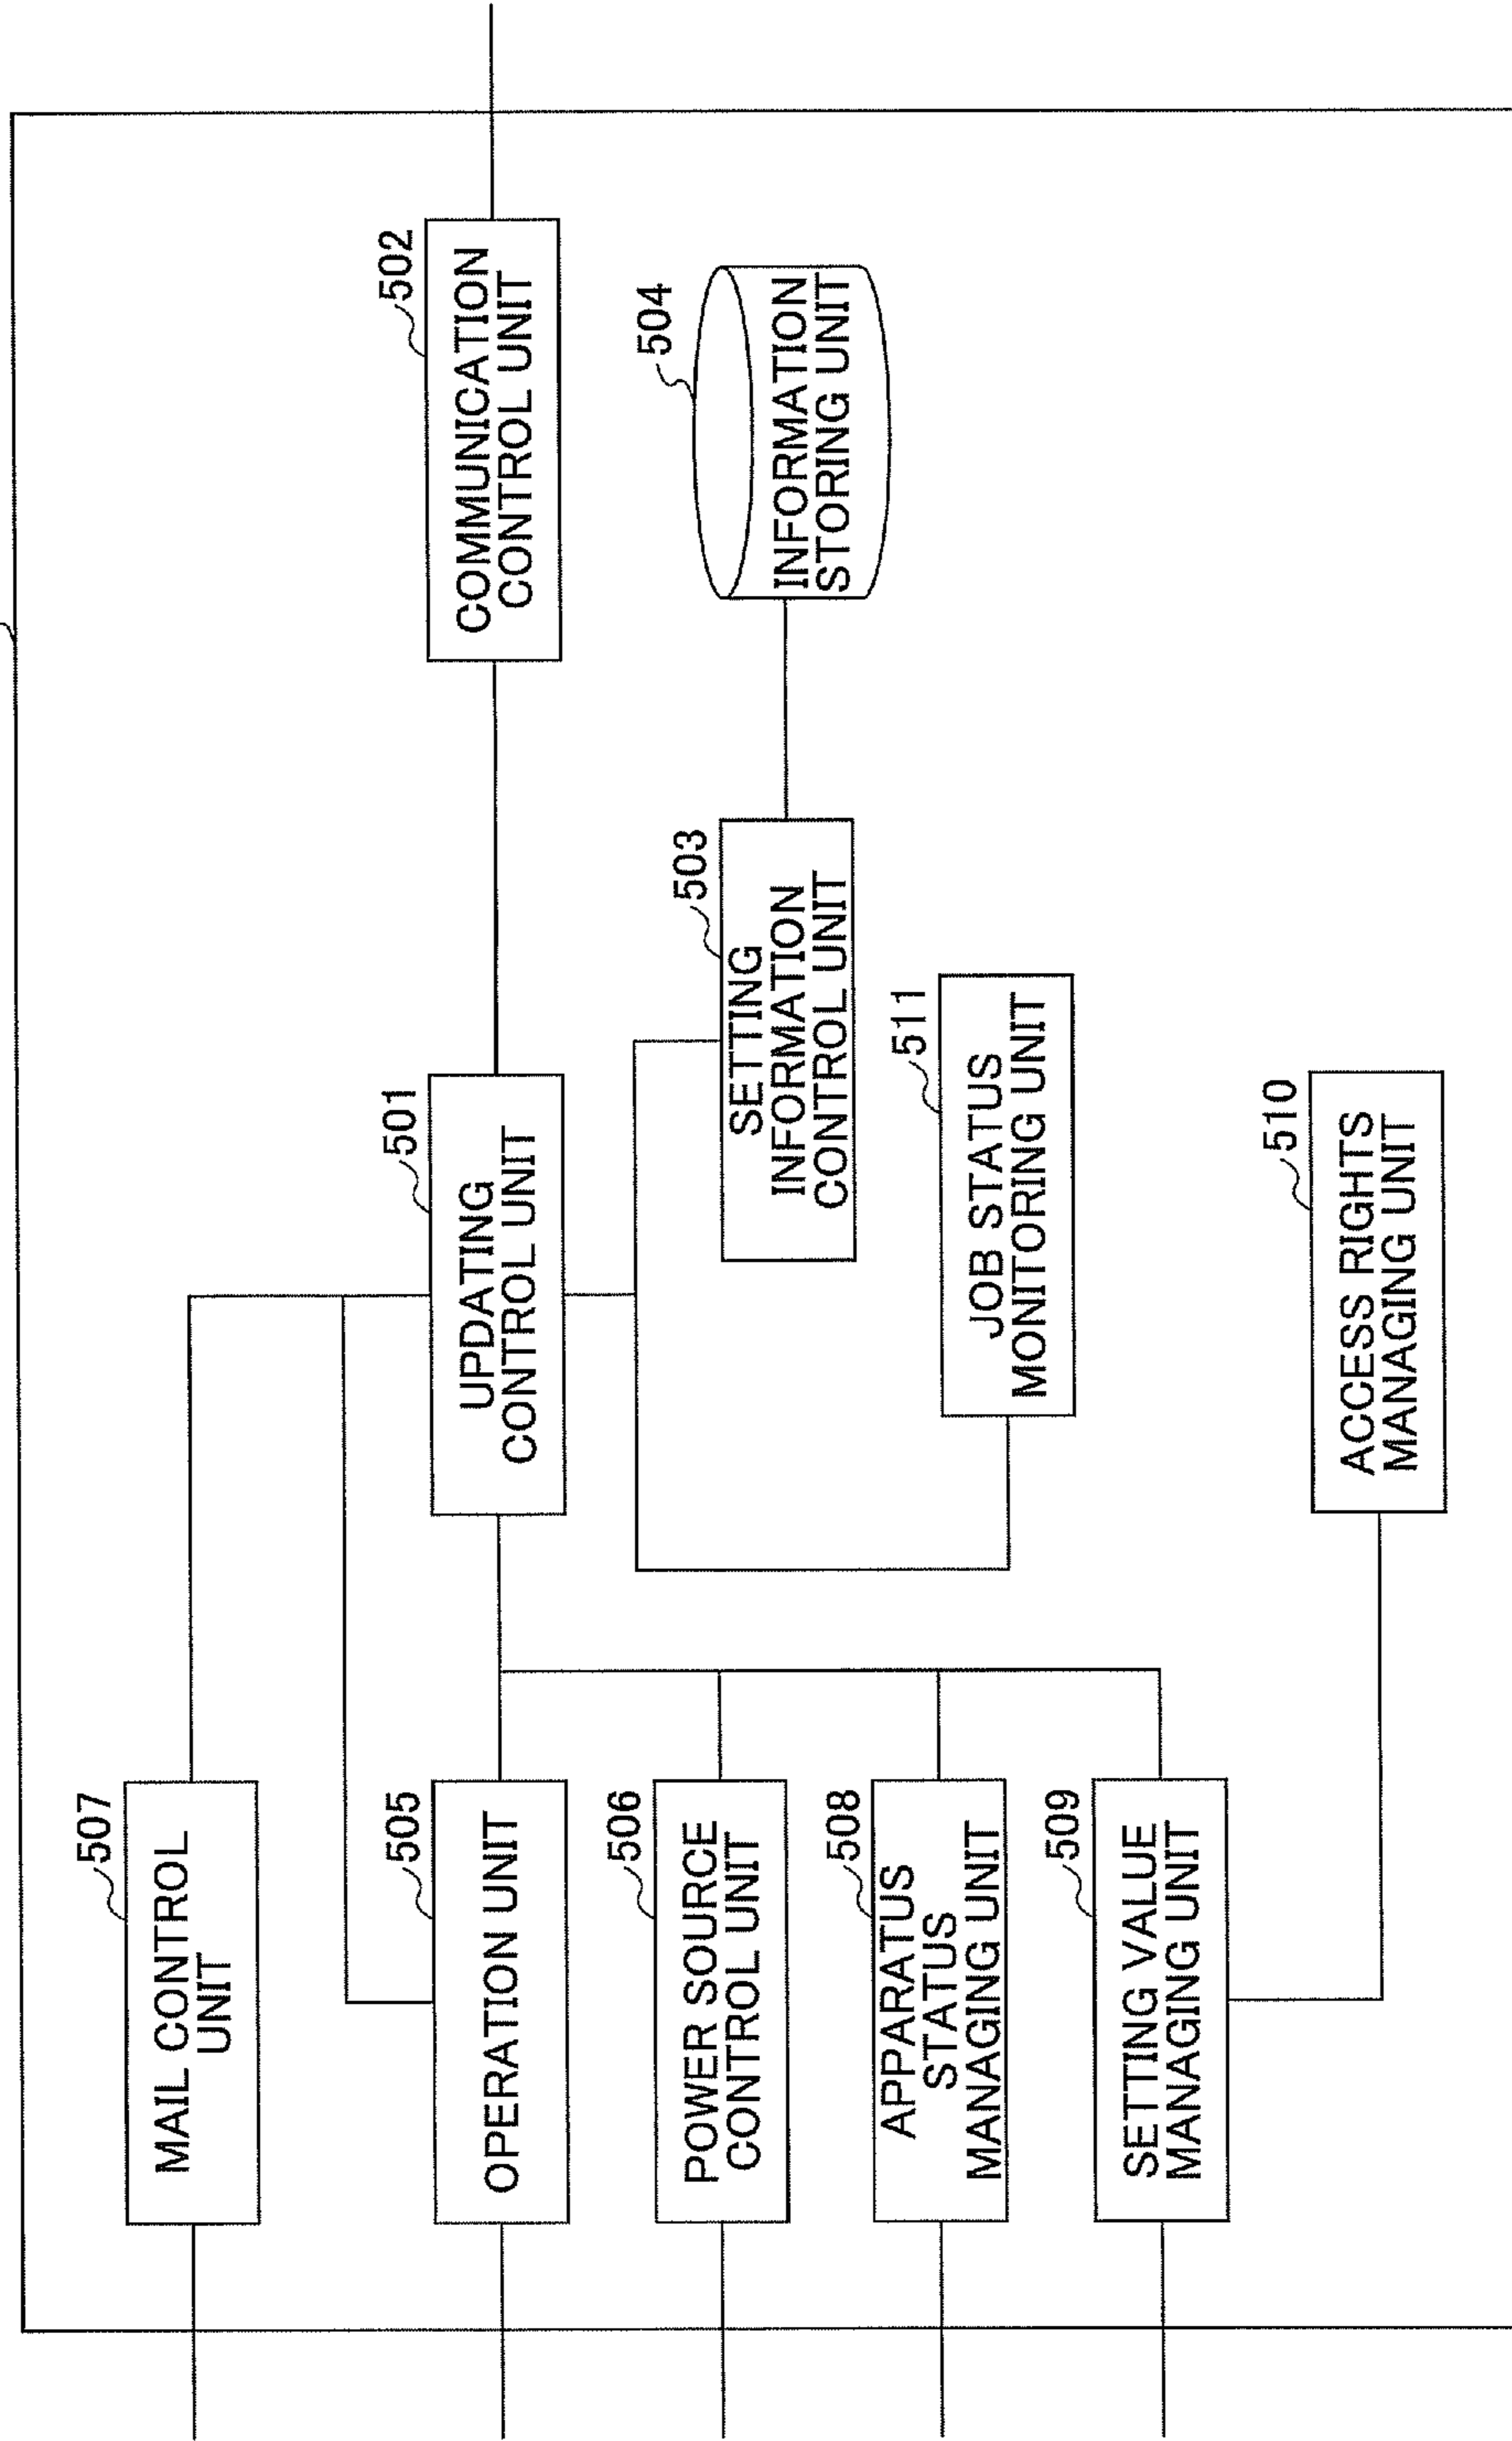 507
MAIL CONTROL
UNIT
505
OPERATION UNIT
506
POWER SOURCE
CONTROL UNIT
508
APPARATUS
STATUS
MANAGING UNIT
509
SETTING VALUE
MANAGING UNIT
501
UPDATING
CONTROL UNIT
503
SETTING
INFORMATION
CONTROL UNIT
511
JOB STATUS
MONITORING UNIT
510
ACCESS RIGHTS
MANAGING UNIT
502
COMMUNICATION
CONTROL UNIT
504
INFORMATION
STORING UNIT